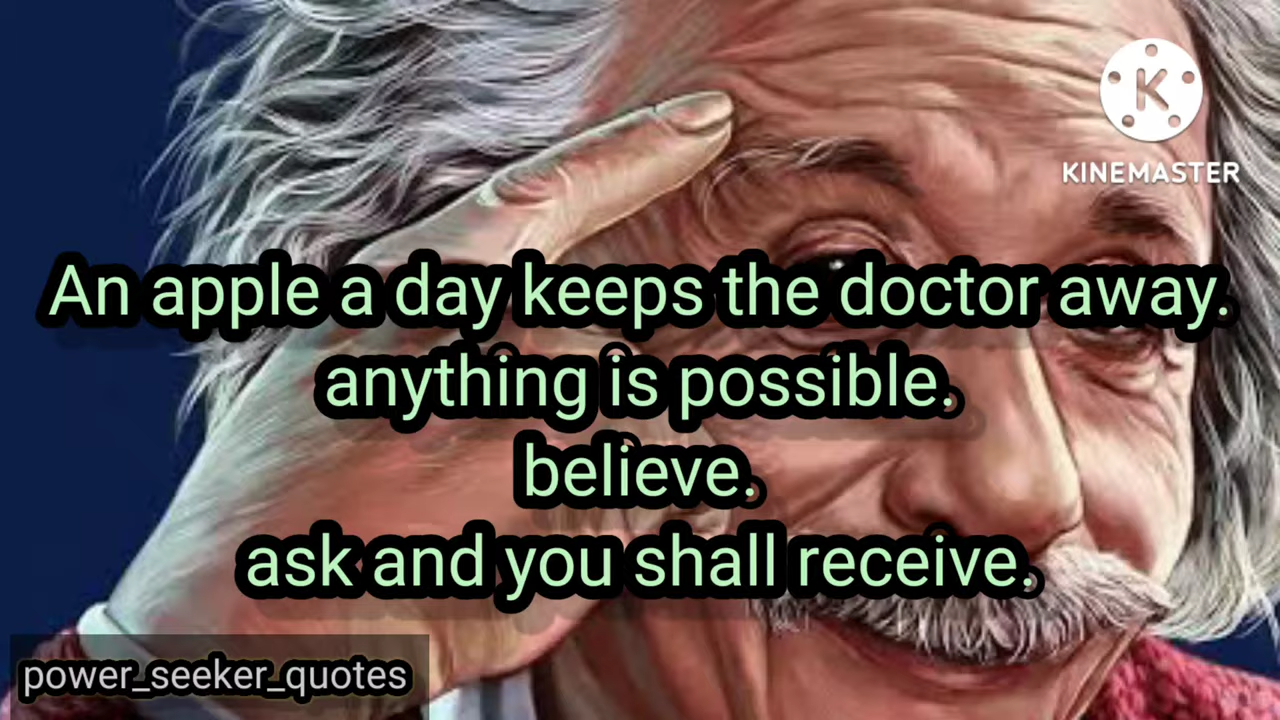 K
KINEMASTER
An apple a day keeps the doctor away.
anything is possible.
believe.
ask and you shall receive.
power_seeker_quotes